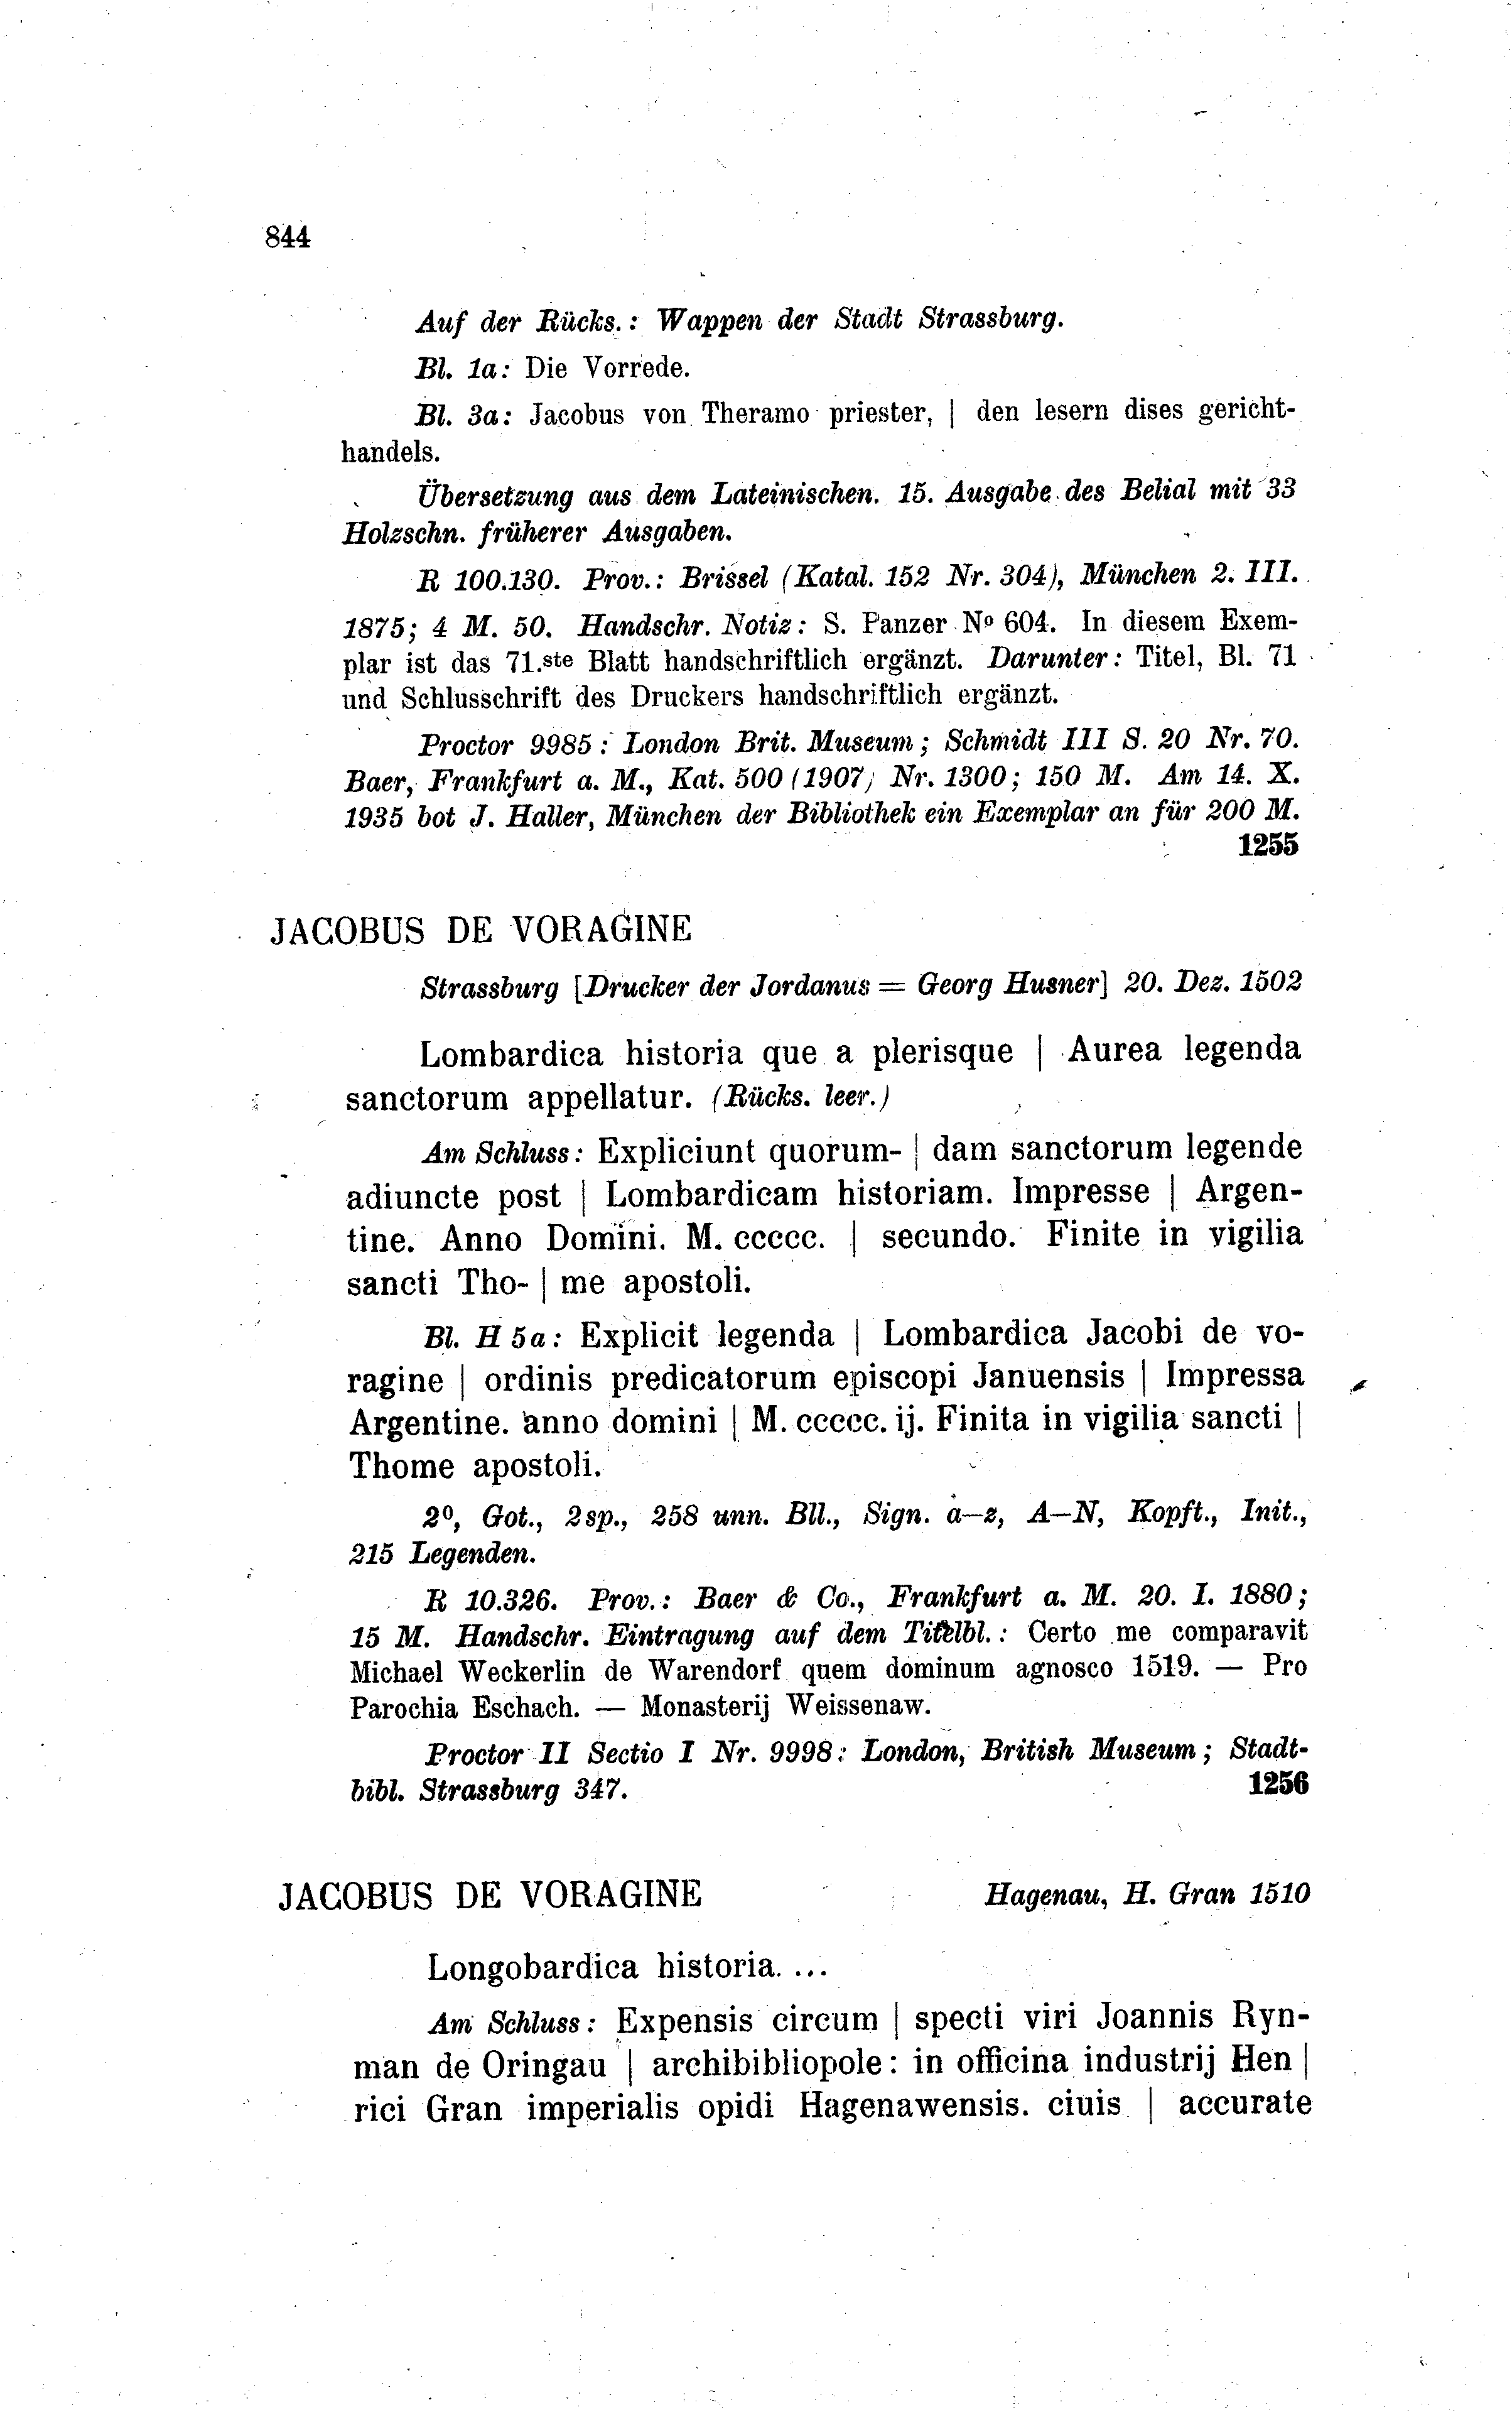 844
Auf der Rücks.: Wappen der Stadt Strassburg.
Bl. 1a: Die Vorrede.
Bl. 3a: Jacobus von Theramo priester, | den lesern dises gericht-
handels.
Übersetzung aus dem Lateinischen. 15. Ausgabe des Belial mit 33
Holzschn. früherer Ausgaben.
R 100.130. Prov.: Brissel (Katal. 152 Nr. 304), München 2. III.
1875; 4 M. 50. Handschr. Notiz: S. Panzer Nº 604. In diesem Exem-
plar ist das 71.ste Blatt handschriftlich ergänzt. Darunter: Titel, Bl. 71
und Schlusschrift des Druckers handschriftlich ergänzt.
Proctor 9985: London Brit. Museum; Schmidt III S. 20 Nr. 70.
Baer, Frankfurt a. M., Kat. 500 (1907) Nr. 1300; 150 M. Am 14. X.
1935 bot J. Haller, München der Bibliothek ein Exemplar an für 200 M.
1255
JACOBUS DE VORAGINE
Strassburg [Drucker der Jordanus = Georg Husner] 20. Dez. 1502
Lombardica historia que a plerisque | Aurea legenda
sanctorum appellatur. (Rücks. leer.)
Am Schluss: Expliciunt quorum- | dam sanctorum legende
adiuncte post | Lombardicam historiam. Impresse | Argen-
tine. Anno Domini. M. ccccc. | secundo. Finite in vigilia
sancti Tho- | me apostoli.
Bl. H 5a: Explicit legenda | Lombardica Jacobi de vo-
ragine | ordinis predicatorum episcopi Januensis | Impressa
Argentine. anno domini | M. ccccc. ij. Finita in vigilia sancti |
Thome apostoli.
2º, Got., 2sp., 258 unn. Bll., Sign. a—z, A—N, Kopft., Init.,
215 Legenden.
R 10.326. Prov.: Baer & Co., Frankfurt a. M. 20. I. 1880;
15 M. Handschr. Eintragung auf dem Titelbl.: Certo me comparavit
Michael Weckerlin de Warendorf quem dominum agnosco 1519. — Pro
Parochia Eschach. — Monasterij Weissenaw.
Proctor II Sectio I Nr. 9998: London, British Museum; Stadt-
bibl. Strassburg 347. 1256
JACOBUS DE VORAGINE Hagenau, H. Gran 1510
Longobardica historia. ...
Am Schluss: Expensis circum | specti viri Joannis Ryn-
man de Oringau | archibibliopole: in officina industrij Hen |
rici Gran imperialis opidi Hagenawensis. ciuis | accurate